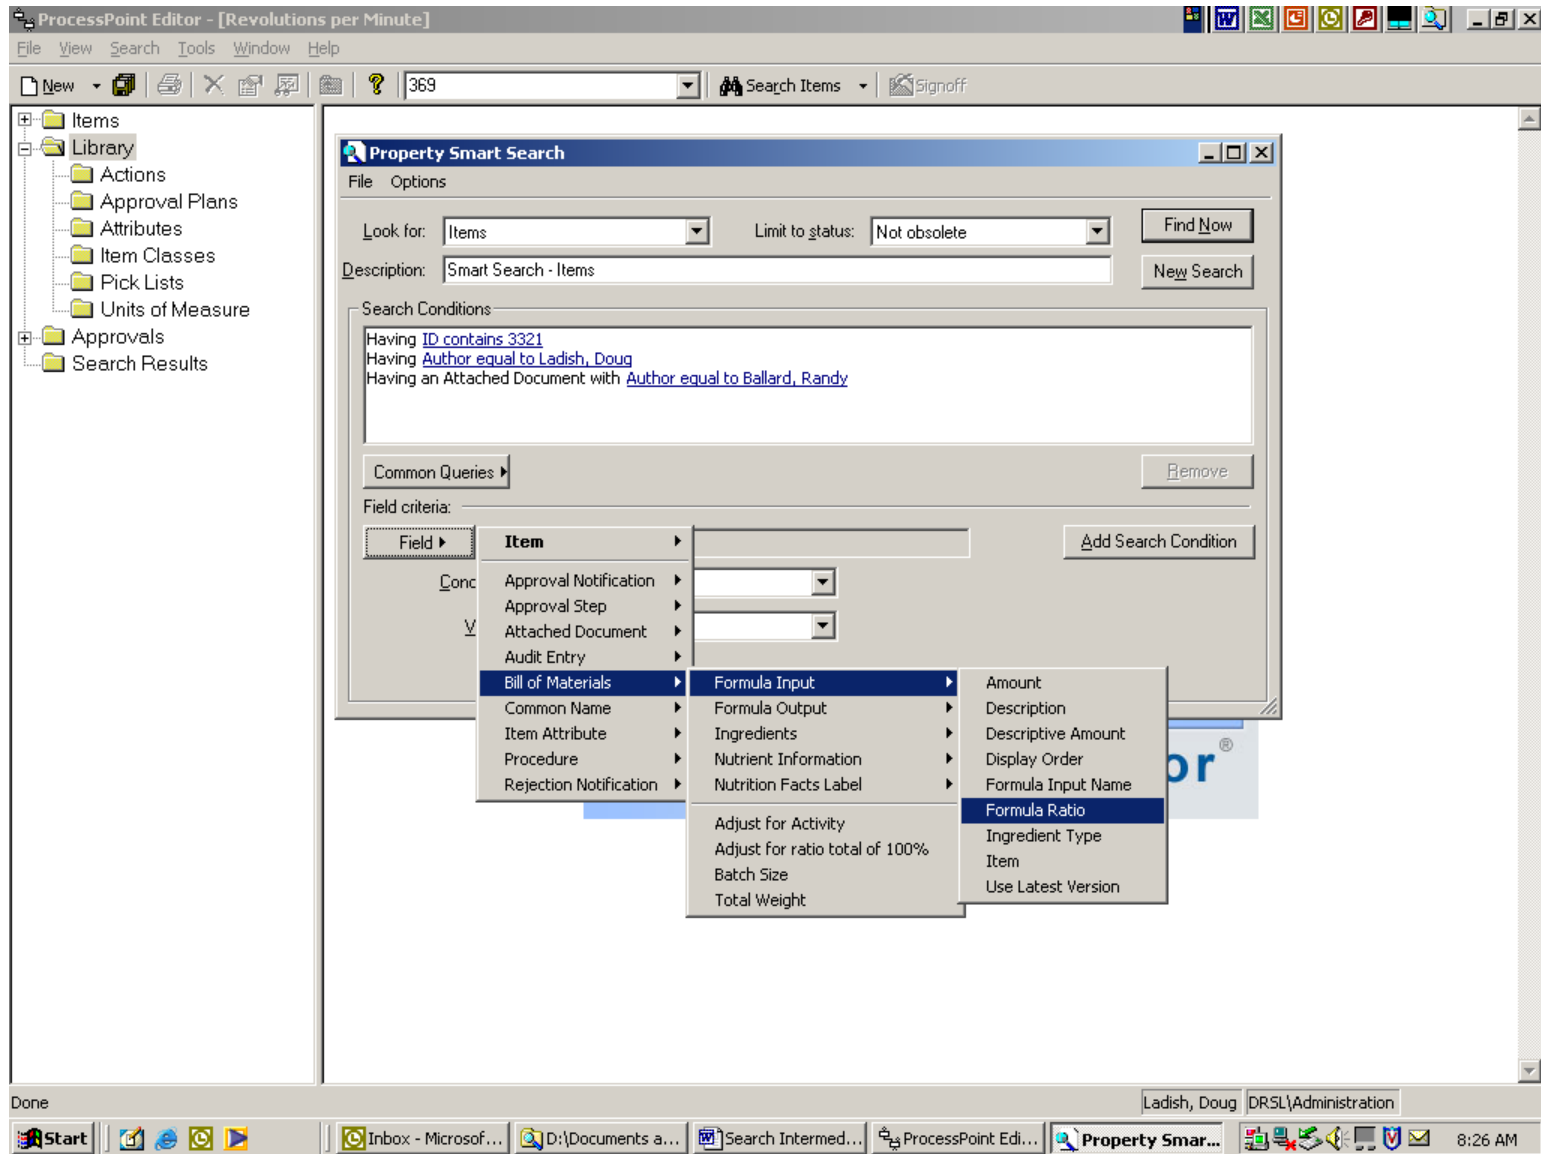 ProcessPoint Editor - [Revolutions per Minute]
File View Search Tools Window Help
New 369 Search Items Signoff
Items
Library
Actions
Approval Plans
Attributes
Item Classes
Pick Lists
Units of Measure
Approvals
Search Results
Property Smart Search
File Options
Look for: Items Limit to status: Not obsolete Find Now
Description: Smart Search - Items New Search
Search Conditions
Having ID contains 3321
Having Author equal to Ladish, Doug
Having an Attached Document with Author equal to Ballard, Randy
Common Queries Remove
Field criteria:
Field Add Search Condition
Conc
V
Item
Approval Notification
Approval Step
Attached Document
Audit Entry
Bill of Materials
Common Name
Item Attribute
Procedure
Rejection Notification
Formula Input
Formula Output
Ingredients
Nutrient Information
Nutrition Facts Label
Adjust for Activity
Adjust for ratio total of 100%
Batch Size
Total Weight
Amount
Description
Descriptive Amount
Display Order
Formula Input Name
Formula Ratio
Ingredient Type
Item
Use Latest Version
or®
Done Ladish, Doug DRSL\Administration
Start Inbox - Microsof... D:\Documents a... Search Intermed... ProcessPoint Edi... Property Smar... 8:26 AM